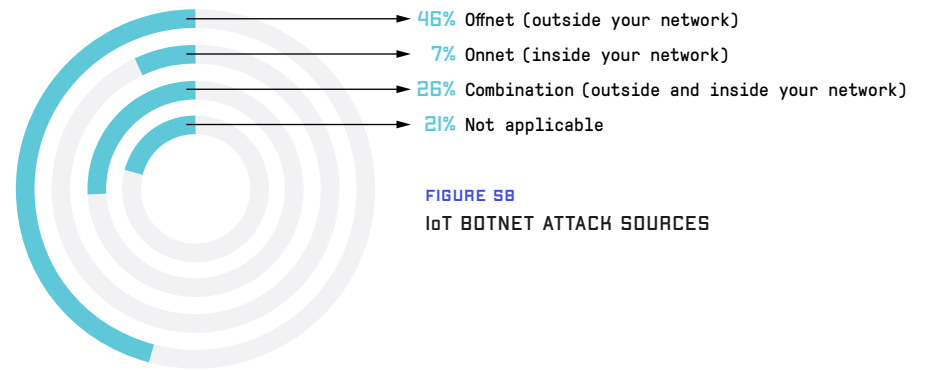 46% Offnet (outside your network)
7% Onnet (inside your network)
26% Combination (outside and inside your network)
21% Not applicable
FIGURE 58
IoT BOTNET ATTACK SOURCES